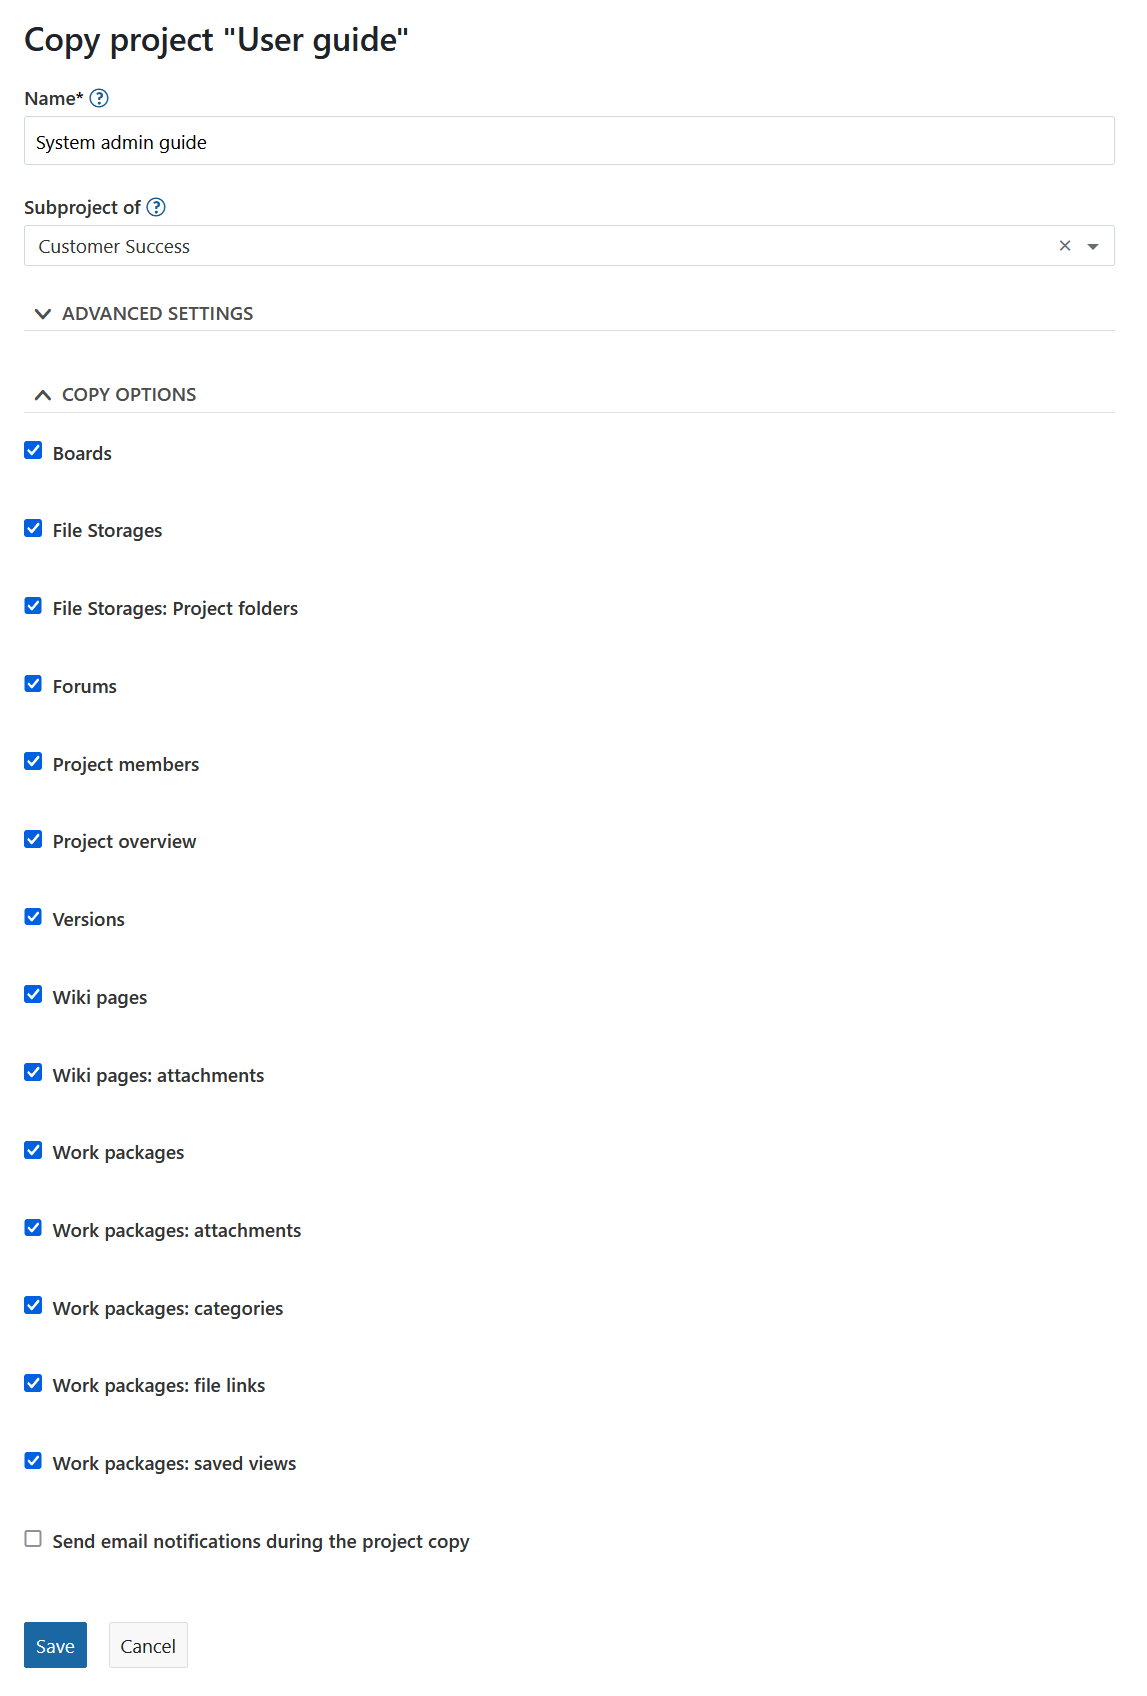 Copy project "User guide"
Name*
System admin guide
Subproject of
Customer Success
ADVANCED SETTINGS
COPY OPTIONS
Boards
File Storages
File Storages: Project folders
Forums
Project members
Project overview
Versions
Wiki pages
Wiki pages: attachments
Work packages
Work packages: attachments
Work packages: categories
Work packages: file links
Work packages: saved views
Send email notifications during the project copy
Save Cancel